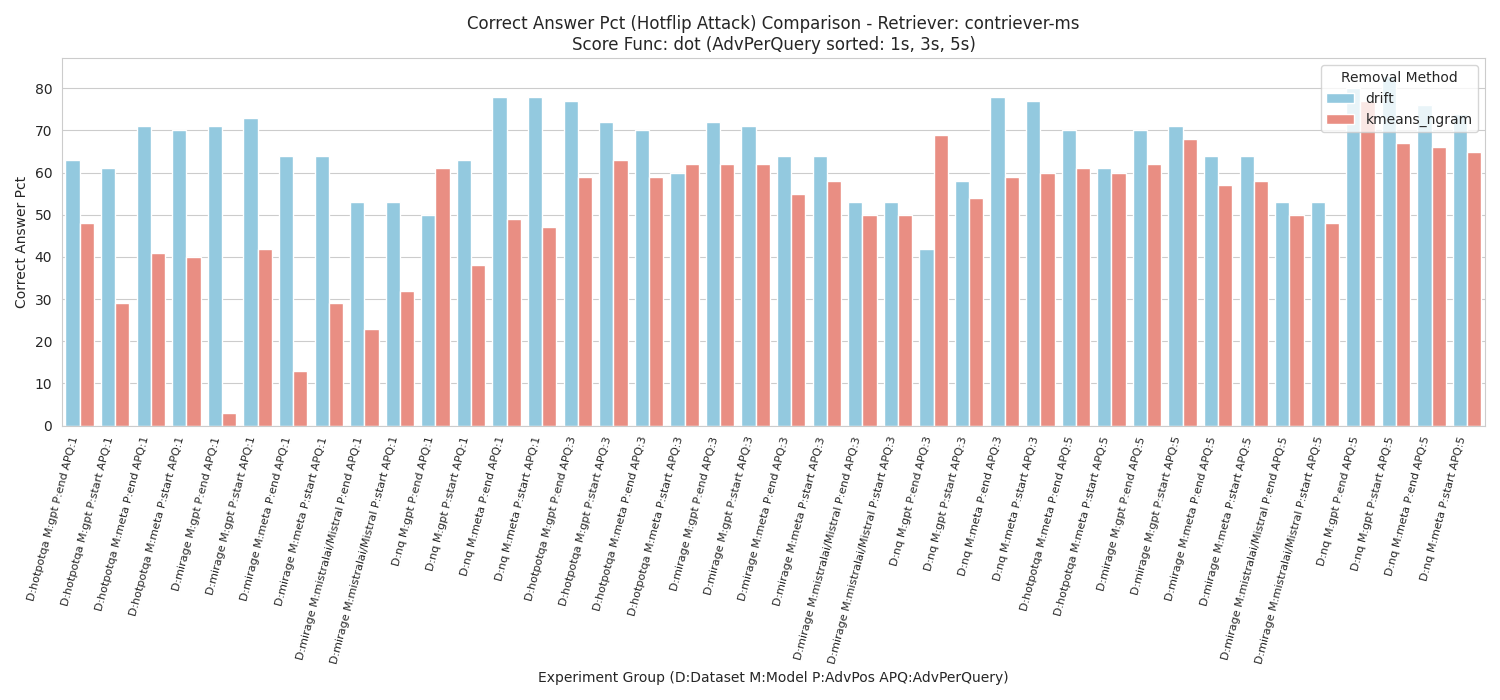 Correct Answer Pct (Hotflip Attack) Comparison - Retriever: contriever-ms
Score Func: dot (AdvPerQuery sorted: 1s, 3s, 5s)
Removal Method
drift
kmeans_ngram
Correct Answer Pct
80
70
60
50
40
30
20
10
0
D:hotpotqa M:gpt P:end APQ:1
D:hotpotqa M:gpt P:start APQ:1
D:hotpotqa M:meta P:end APQ:1
D:hotpotqa M:meta P:start APQ:1
D:mirage M:gpt P:end APQ:1
D:mirage M:gpt P:start APQ:1
D:mirage M:meta P:end APQ:1
D:mirage M:meta P:start APQ:1
D:mirage M:mistralai/Mistral P:end APQ:1
D:mirage M:mistralai/Mistral P:start APQ:1
D:nq M:gpt P:end APQ:1
D:nq M:gpt P:start APQ:1
D:nq M:meta P:end APQ:1
D:nq M:meta P:start APQ:1
D:hotpotqa M:gpt P:end APQ:3
D:hotpotqa M:gpt P:start APQ:3
D:hotpotqa M:meta P:end APQ:3
D:hotpotqa M:meta P:start APQ:3
D:mirage M:gpt P:end APQ:3
D:mirage M:gpt P:start APQ:3
D:mirage M:meta P:end APQ:3
D:mirage M:meta P:start APQ:3
D:mirage M:mistralai/Mistral P:end APQ:3
D:mirage M:mistralai/Mistral P:start APQ:3
D:nq M:gpt P:end APQ:3
D:nq M:gpt P:start APQ:3
D:nq M:meta P:end APQ:3
D:nq M:meta P:start APQ:3
D:hotpotqa M:meta P:end APQ:5
D:hotpotqa M:meta P:start APQ:5
D:mirage M:gpt P:end APQ:5
D:mirage M:gpt P:start APQ:5
D:mirage M:meta P:end APQ:5
D:mirage M:meta P:start APQ:5
D:mirage M:mistralai/Mistral P:end APQ:5
D:mirage M:mistralai/Mistral P:start APQ:5
D:nq M:gpt P:end APQ:5
D:nq M:gpt P:start APQ:5
D:nq M:meta P:end APQ:5
D:nq M:meta P:start APQ:5
Experiment Group (D:Dataset M:Model P:AdvPos APQ:AdvPerQuery)